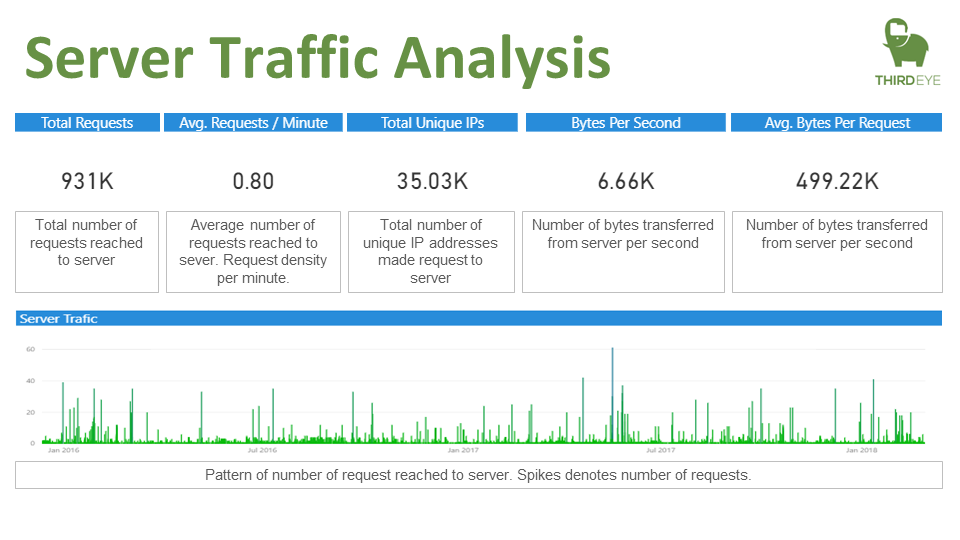 Server Traffic Analysis
THIRDEYE
Total Requests
Avg. Requests / Minute
Total Unique IPs
Bytes Per Second
Avg. Bytes Per Request
931K
0.80
35.03K
6.66K
499.22K
Total number of
requests reached
to server
Average number of
requests reached to
sever. Request density
per minute.
Total number of
unique IP addresses
made request to
server
Number of bytes transferred
from server per second
Number of bytes transferred
from server per second
Server Trafic
60
40
20
0
Jan 2016
Jul 2016
Jan 2017
Jul 2017
Jan 2018
Pattern of number of request reached to server. Spikes denotes number of requests.